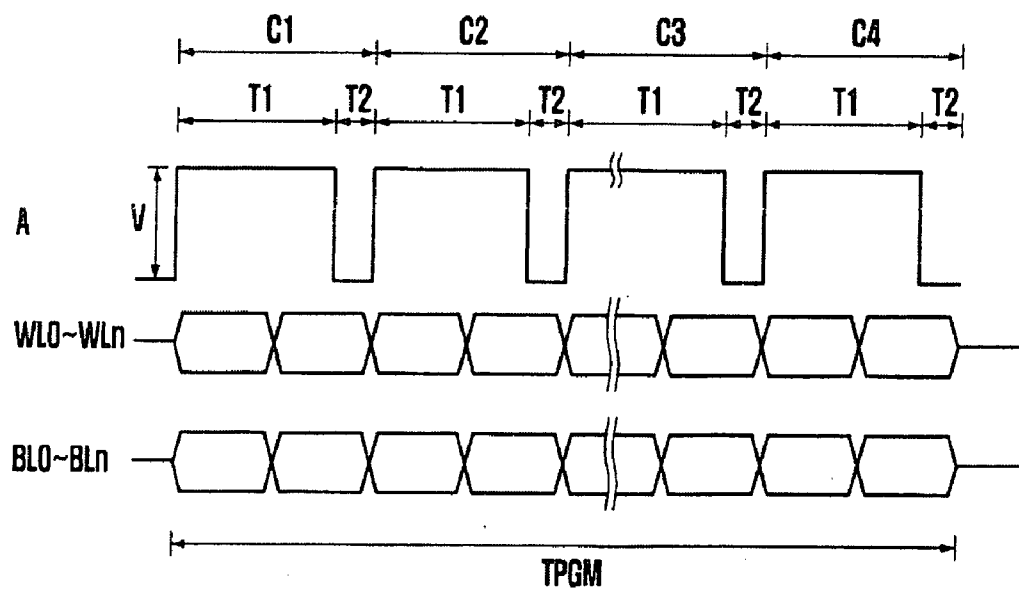 C1 C2 C3 C4
T1 T2 T1 T2 T1 T2 T1 T2
A V
WL0~WLn
BL0~BLn
TPGM